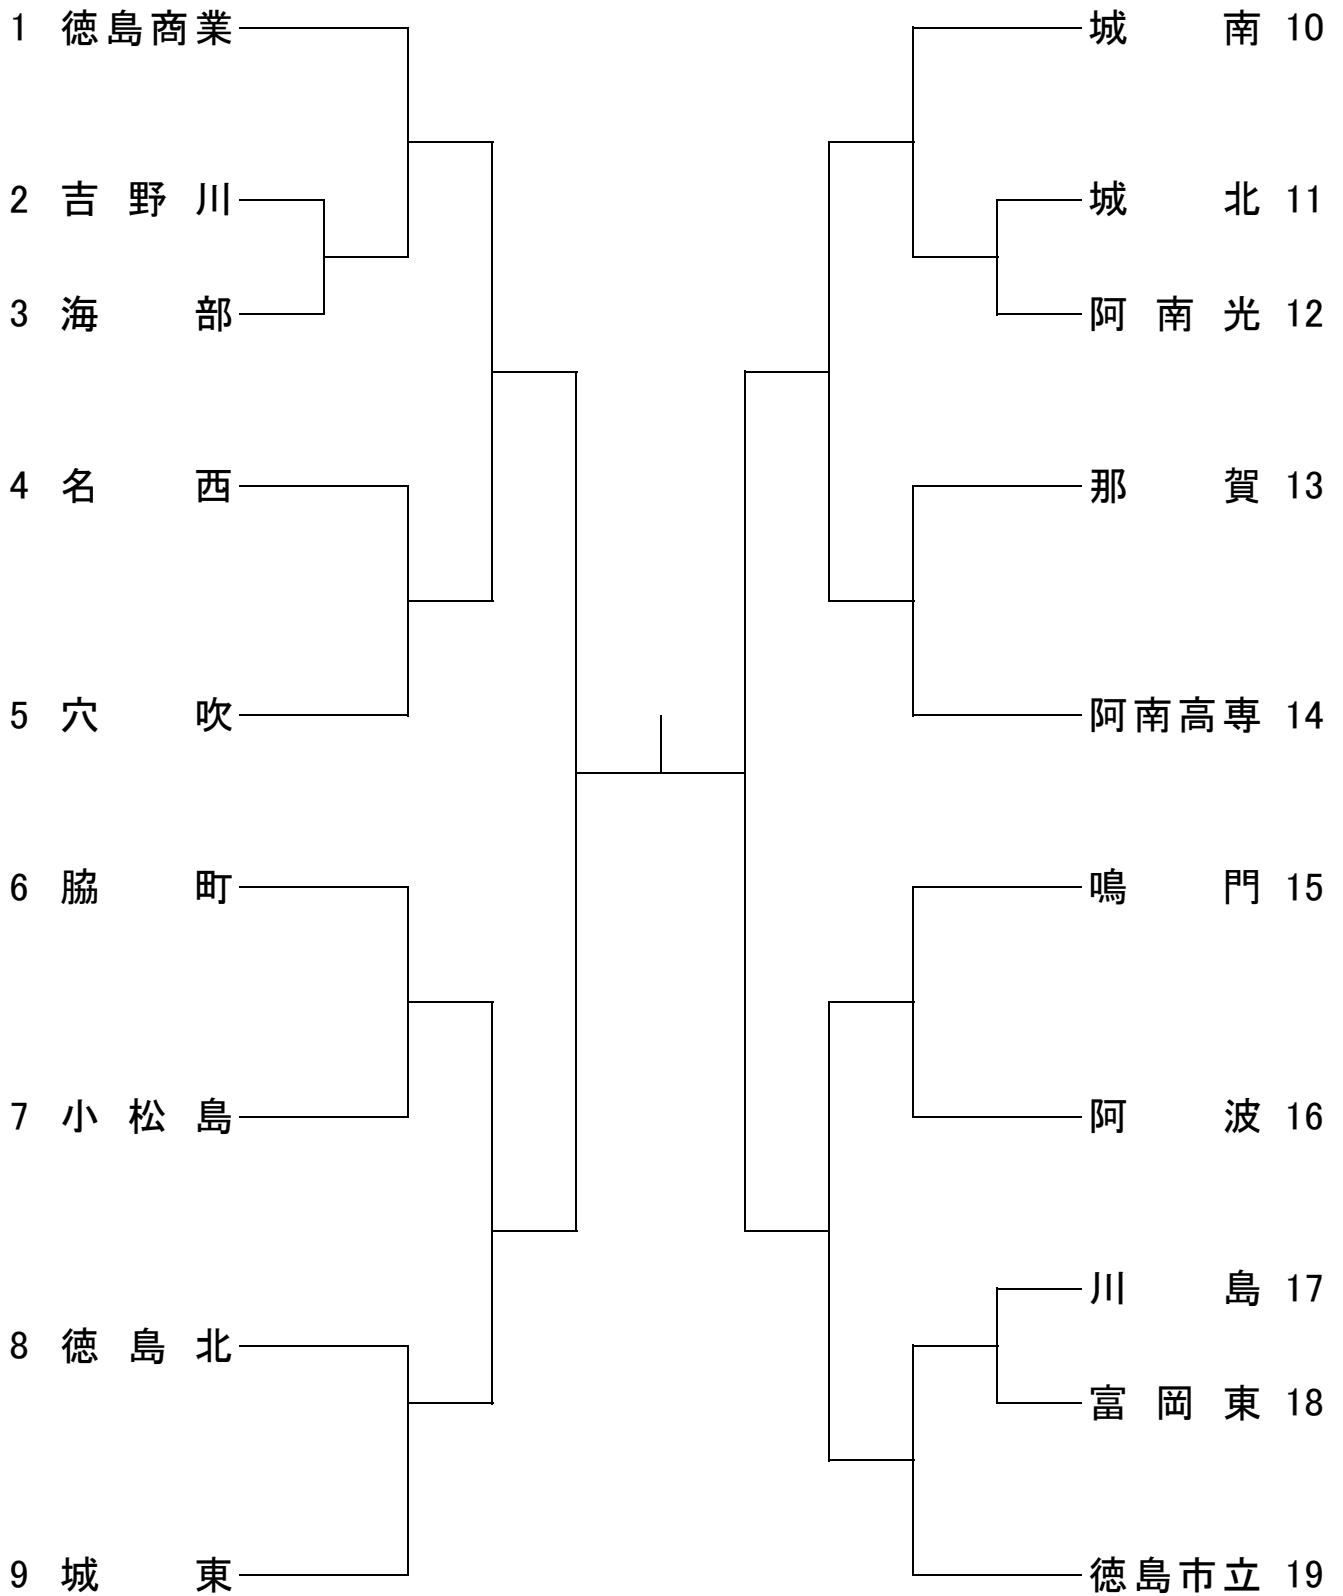 1 徳島商業
2 吉野川
3 海部
4 名西
5 穴吹
6 脇町
7 小松島
8 徳島北
9 城東
城南 10
城北 11
阿南光 12
那賀 13
阿南高専 14
鳴門 15
阿波 16
川島 17
富岡東 18
徳島市立 19